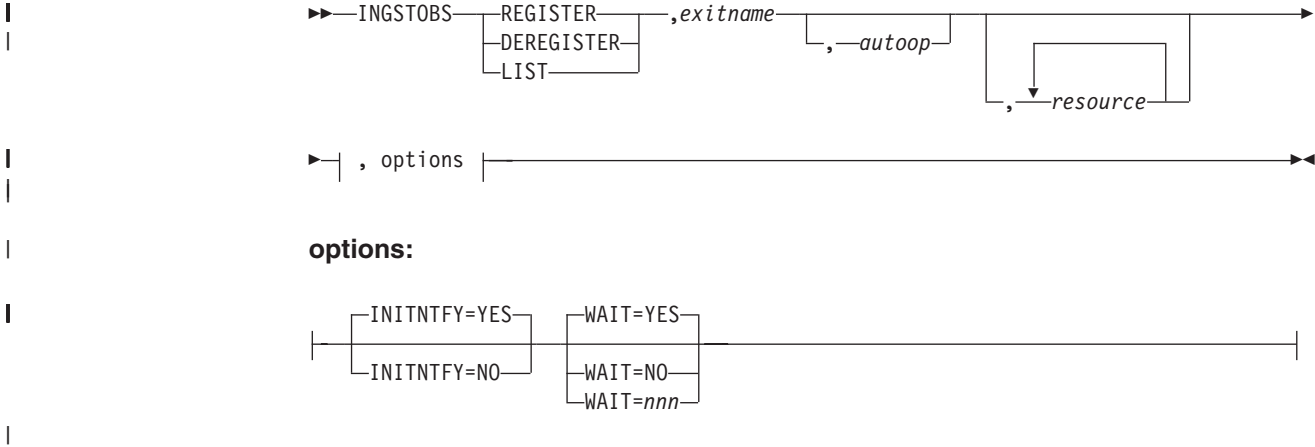 INGSTOBS REGISTER ,exitname
DEREGISTER , autoop
LIST
, resource
, options
options:
INITNTFY=YES WAIT=YES
INITNTFY=NO WAIT=NO
WAIT=nnn